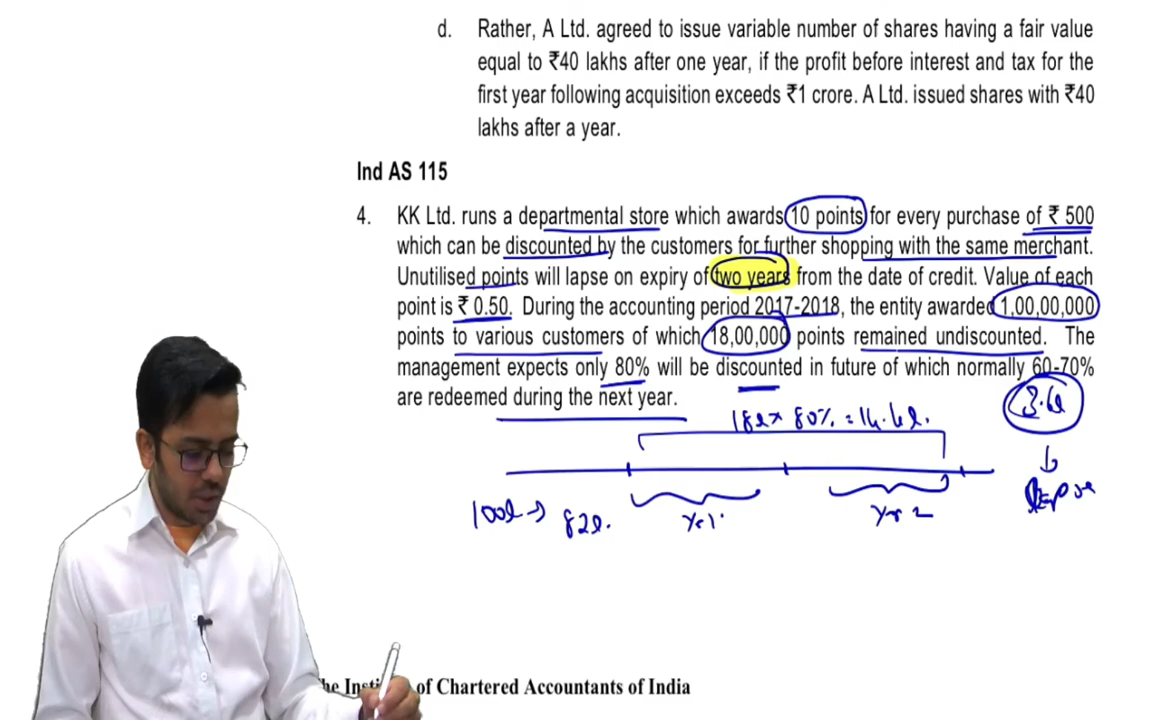 d. Rather, A Ltd. agreed to issue variable number of shares having a fair value
equal to ₹40 lakhs after one year, if the profit before interest and tax for the
first year following acquisition exceeds ₹1 crore. A Ltd. issued shares with ₹40
lakhs after a year.
Ind AS 115
4. KK Ltd. runs a departmental store which awards 10 points for every purchase of ₹ 500
which can be discounted by the customers for further shopping with the same merchant.
Unutilised points will lapse on expiry of two years from the date of credit. Value of each
point is ₹ 0.50. During the accounting period 2017-2018, the entity awarded 1,00,00,000
points to various customers of which 18,00,000 points remained undiscounted. The
management expects only 80% will be discounted in future of which normally 60-70%
are redeemed during the next year.
18l x 80% = 14.4l.
3.6l
100l → 82l.
Yr 1
Yr 2
he Insti of Chartered Accountants of India